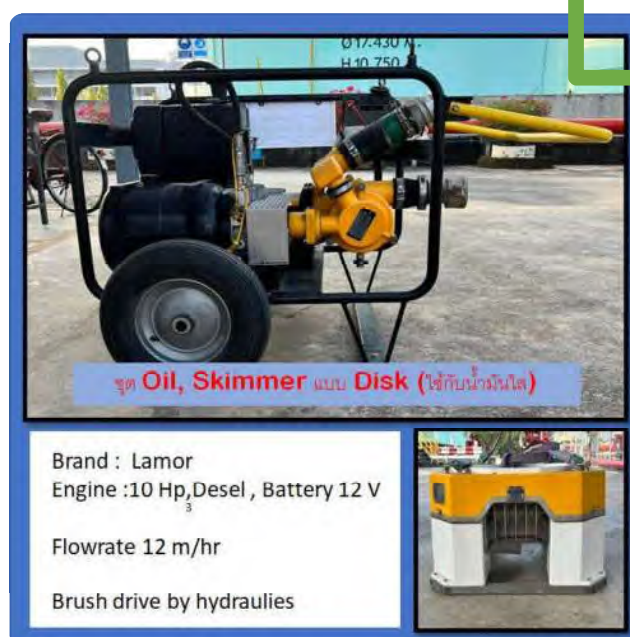 Ø17.430 M.
H10.750
ชุด Oil, Skimmer แบบ Disk (ใช้กับน้ำมันใส)
Brand : Lamor
Engine :10 Hp,Desel , Battery 12 V
3
Flowrate 12 m/hr
Brush drive by hydraulies